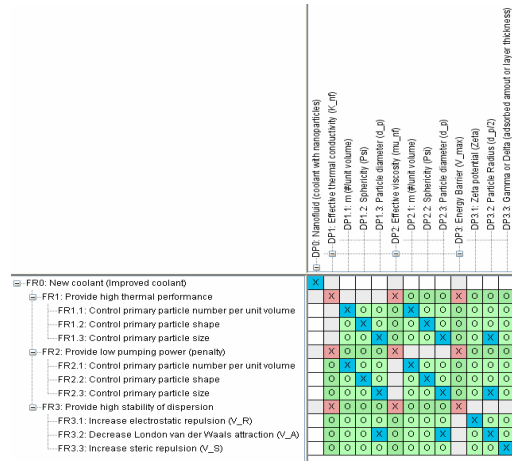 DP0: Nanofluid (coolant with nanoparticles)
DP1: Effective thermal conductivity (K_nf)
DP1.1: m (#/unit volume)
DP1.2: Sphericity (Psi)
DP1.3: Particle diameter (d_p)
DP2: Effective viscosity (mu_nf)
DP2.1: m (#/unit volume)
DP2.2: Sphericity (Psi)
DP2.3: Particle diameter (d_p)
DP3: Energy Barrier (V_max)
DP3.1: Zeta potential (Zeta)
DP3.2: Particle Radius (d_p/2)
DP3.3: Gamma or Delta (adsorbed amout or layer thickness)
FR0: New coolant (Improved coolant) X
FR1: Provide high thermal performance X X O O O X O O O
FR1.1: Control primary particle number per unit volume X O O O X O O O O O O
FR1.2: Control primary particle shape O X O O O X O O O O O
FR1.3: Control primary particle size O O X O O O X O O X O
FR2: Provide low pumping power (penalty) X O O O X X O O O
FR2.1: Control primary particle number per unit volume O X O O X O O O O O O
FR2.2: Control primary particle shape O O X O O X O O O O O
FR2.3: Control primary particle size O O O X O O X O O X O
FR3: Provide high stability of dispersion X O O O X O O O X
FR3.1: Increase electrostatic repulsion (V_R) O O O O O O O O X O O
FR3.2: Decrease London van der Waals attraction (V_A) O O O X O O O X O X O
FR3.3: Increase steric repulsion (V_S) O O O O O O O O O O X